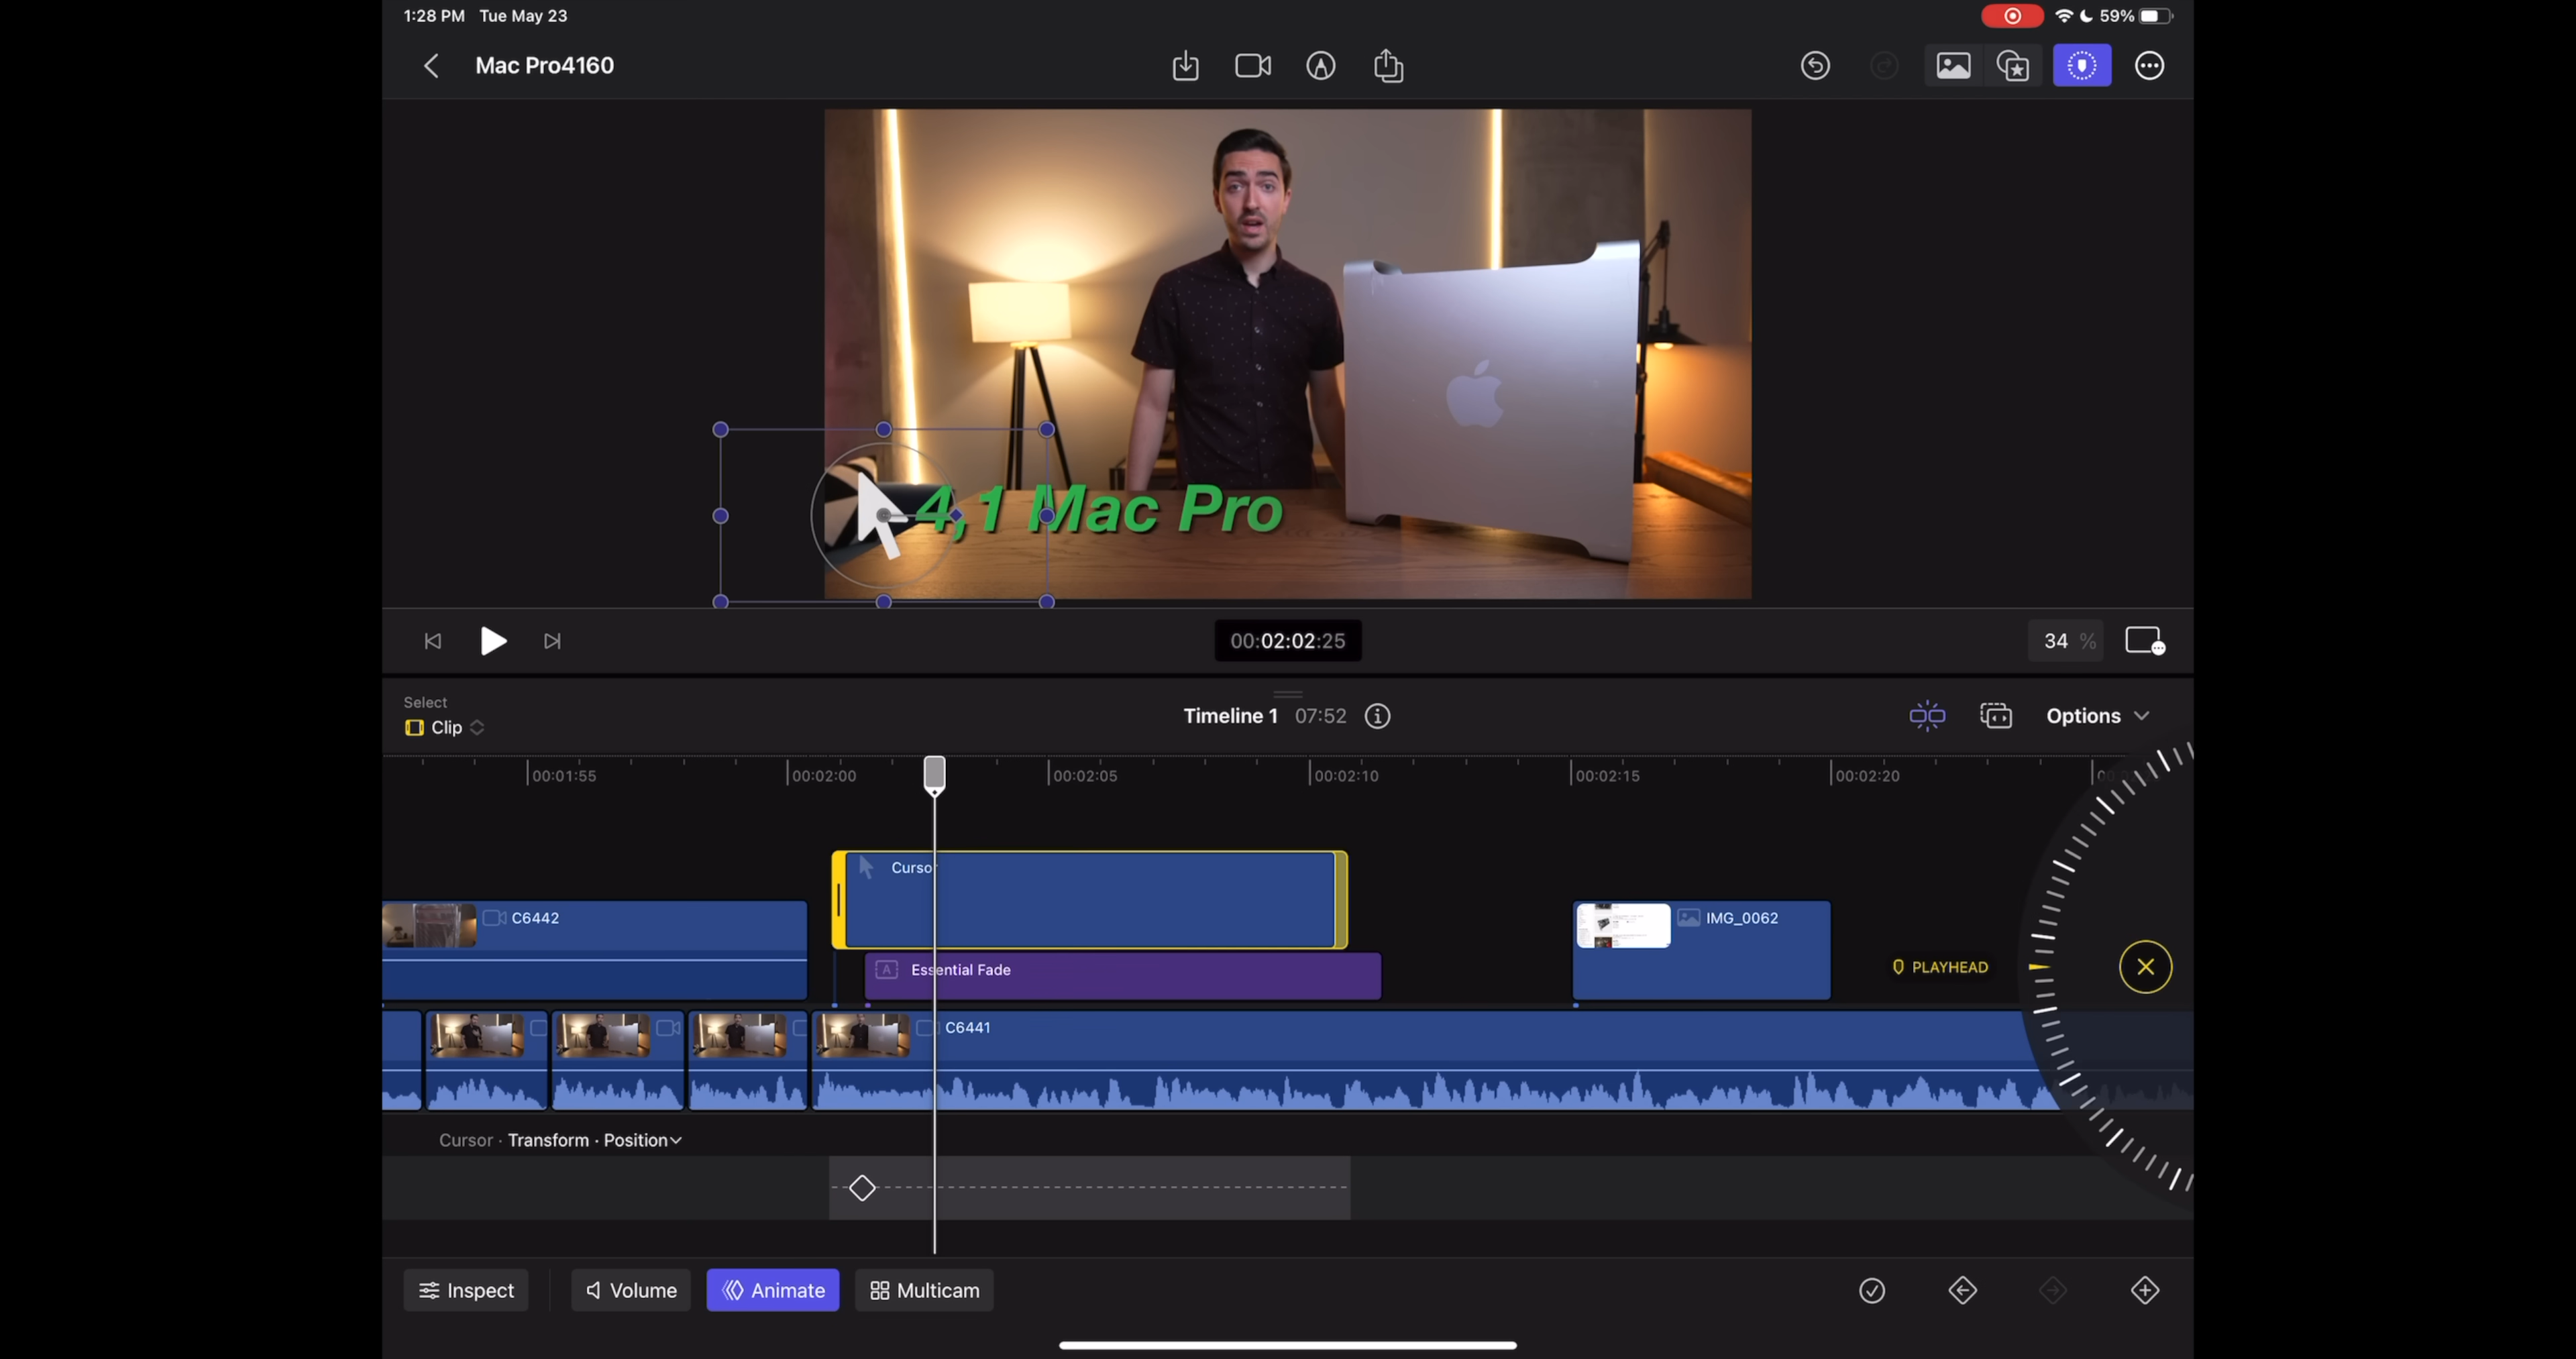 1:28 PM Tue May 23
59%
Mac Pro4160
4,1 Mac Pro
00:02:02:25
34 %
Select
Clip
Timeline 1 07:52
Options
00:01:55
00:02:00
00:02:05
00:02:10
00:02:15
00:02:20
Cursor
C6442
IMG_0062
Essential Fade
PLAYHEAD
C6441
Cursor · Transform · Position
Inspect
Volume
Animate
Multicam